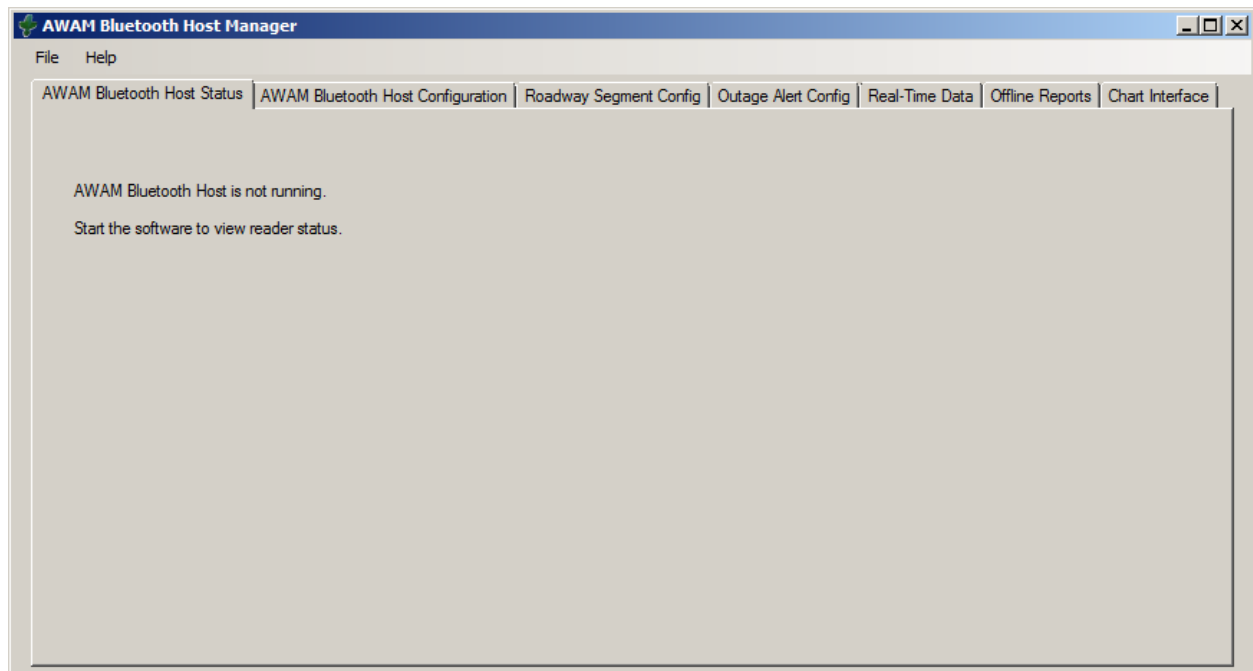 AWAM Bluetooth Host Manager
File Help
AWAM Bluetooth Host Status AWAM Bluetooth Host Configuration Roadway Segment Config Outage Alert Config Real-Time Data Offline Reports Chart Interface
AWAM Bluetooth Host is not running.
Start the software to view reader status.